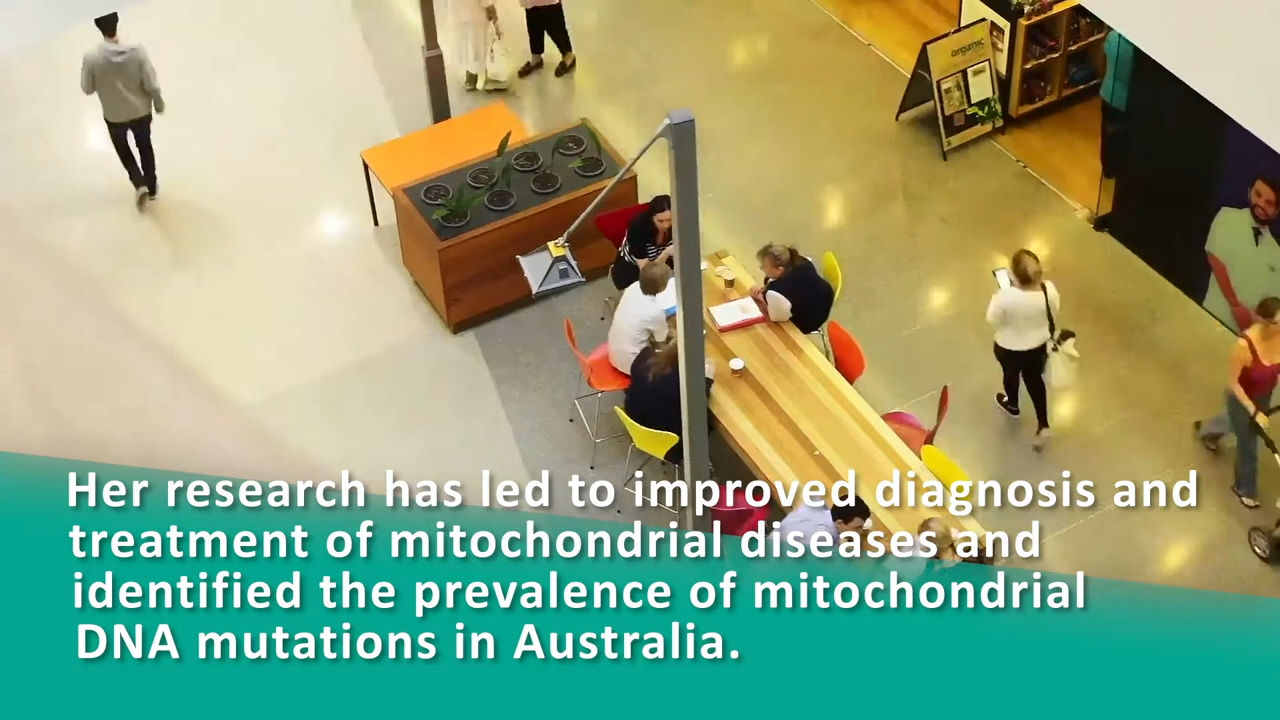 organic
Her research has led to improved diagnosis and
treatment of mitochondrial diseases and
identified the prevalence of mitochondrial
DNA mutations in Australia.